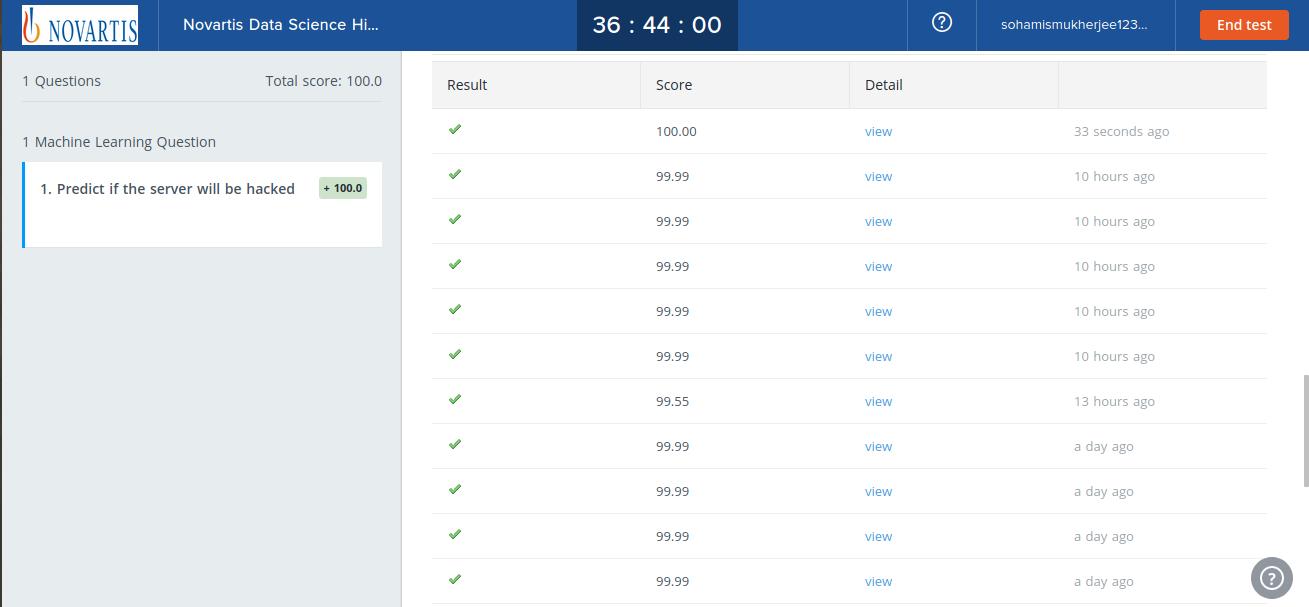 NOVARTIS
Novartis Data Science Hi...
36 : 44 : 00
?
sohamismukherjee123...
End test
1 Questions
Total score: 100.0
1 Machine Learning Question
1. Predict if the server will be hacked
+ 100.0
Result Score Detail
100.00 view 33 seconds ago
99.99 view 10 hours ago
99.99 view 10 hours ago
99.99 view 10 hours ago
99.99 view 10 hours ago
99.99 view 10 hours ago
99.55 view 13 hours ago
99.99 view a day ago
99.99 view a day ago
99.99 view a day ago
99.99 view a day ago
?